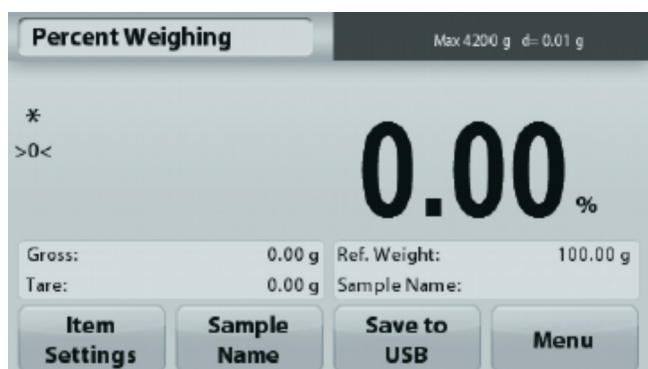 Percent Weighing
Max 4200 g d= 0.01 g
*
>0<
0.00 %
Gross: 0.00 g
Tare: 0.00 g
Ref. Weight: 100.00 g
Sample Name:
Item Settings
Sample Name
Save to USB
Menu